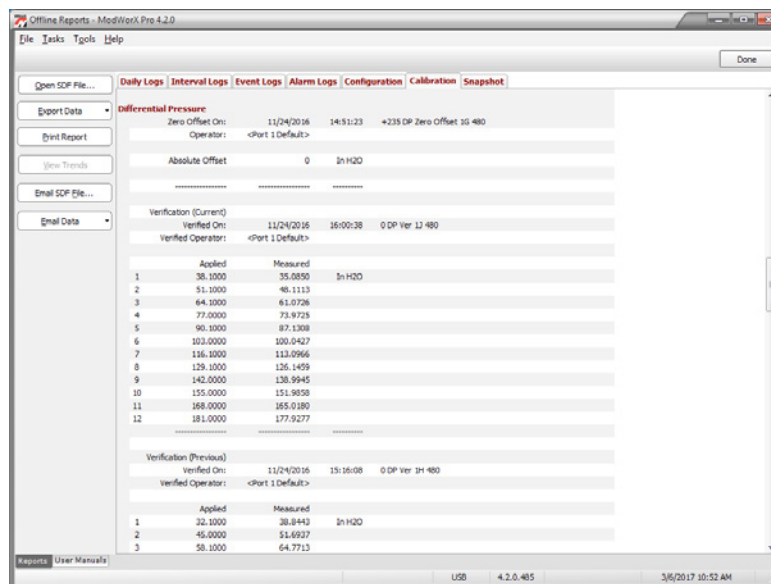 Offline Reports - ModWorX Pro 4.2.0
File Tasks Tools Help
Done
Open SDF File...
Export Data
Print Report
View Trends
Email SDF File...
Email Data
Daily Logs Interval Logs Event Logs Alarm Logs Configuration Calibration Snapshot
Differential Pressure
Zero Offset On: 11/24/2016 14:51:23 +235 DP Zero Offset 1G 480
Operator: <Port 1 Default>
Absolute Offset 0 In H2O
---------------- ---------------- ----------
Verification (Current)
Verified On: 11/24/2016 16:00:38 0 DP Ver 1J 480
Verified Operator: <Port 1 Default>
Applied Measured
1 38.1000 35.0850 In H2O
2 51.1000 48.1113
3 64.1000 61.0726
4 77.0000 73.9725
5 90.1000 87.1308
6 103.0000 100.0427
7 116.1000 113.0966
8 129.1000 126.1459
9 142.0000 138.9945
10 155.0000 151.9858
11 168.0000 165.0180
12 181.0000 177.9277
---------------- ---------------- ----------
Verification (Previous)
Verified On: 11/24/2016 15:16:08 0 DP Ver 1H 480
Verified Operator: <Port 1 Default>
Applied Measured
1 32.1000 38.8443 In H2O
2 45.0000 51.6937
3 58.1000 64.7713
Reports User Manuals
USB 4.2.0.485 3/6/2017 10:52 AM